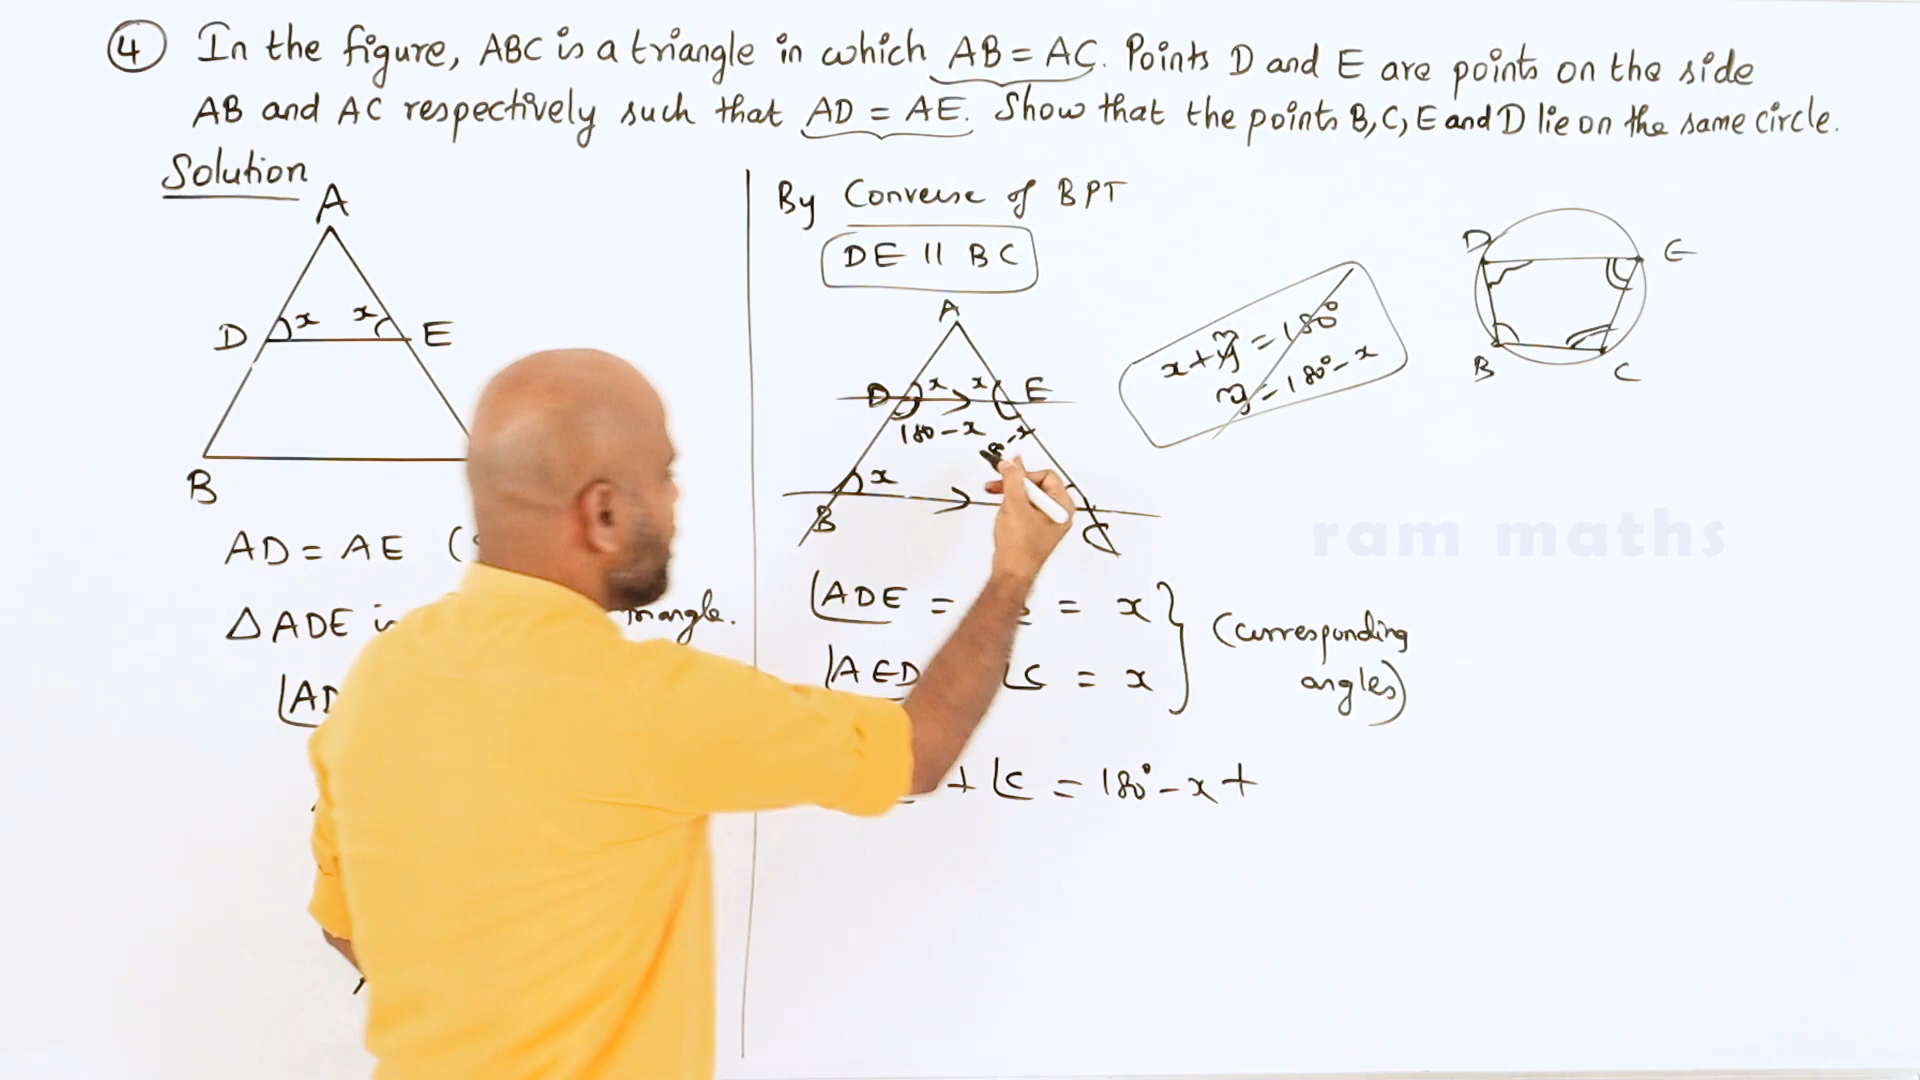 4 In the figure, ABC is a triangle in which AB = AC. Points D and E are points on the side
AB and AC respectively such that AD = AE. Show that the points B, C, E and D lie on the same circle.
Solution
A
D x x E
B
AD = AE (
△ADE
By Converse of BPT
DE || BC
A
D x x E
180 - x
x
B C
∠ADE = = x
∠AED ∠C = x
(corresponding
angles)
+ ∠C = 180° - x +
x + y = 180°
y = 180° - x
D E
B C
ram maths